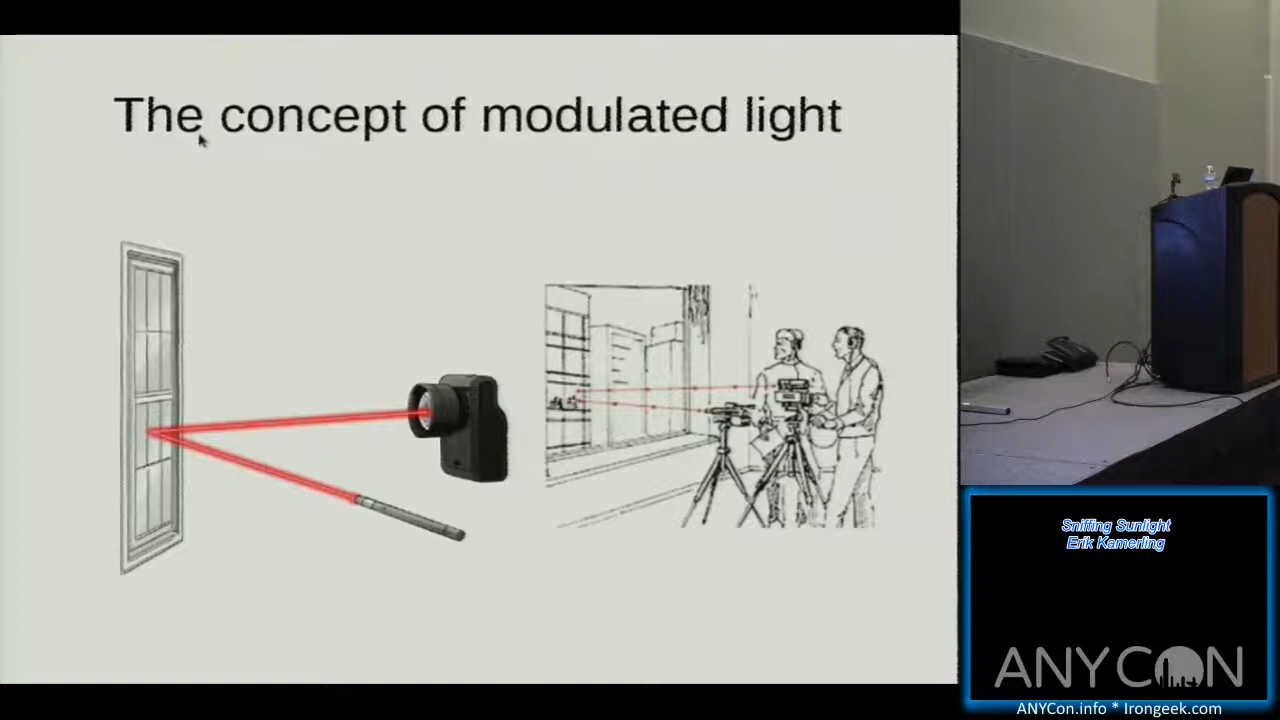 The concept of modulated light
Sniffing Sunlight
Erik Kamerling
ANYCON
ANYCon.info * Irongeek.com